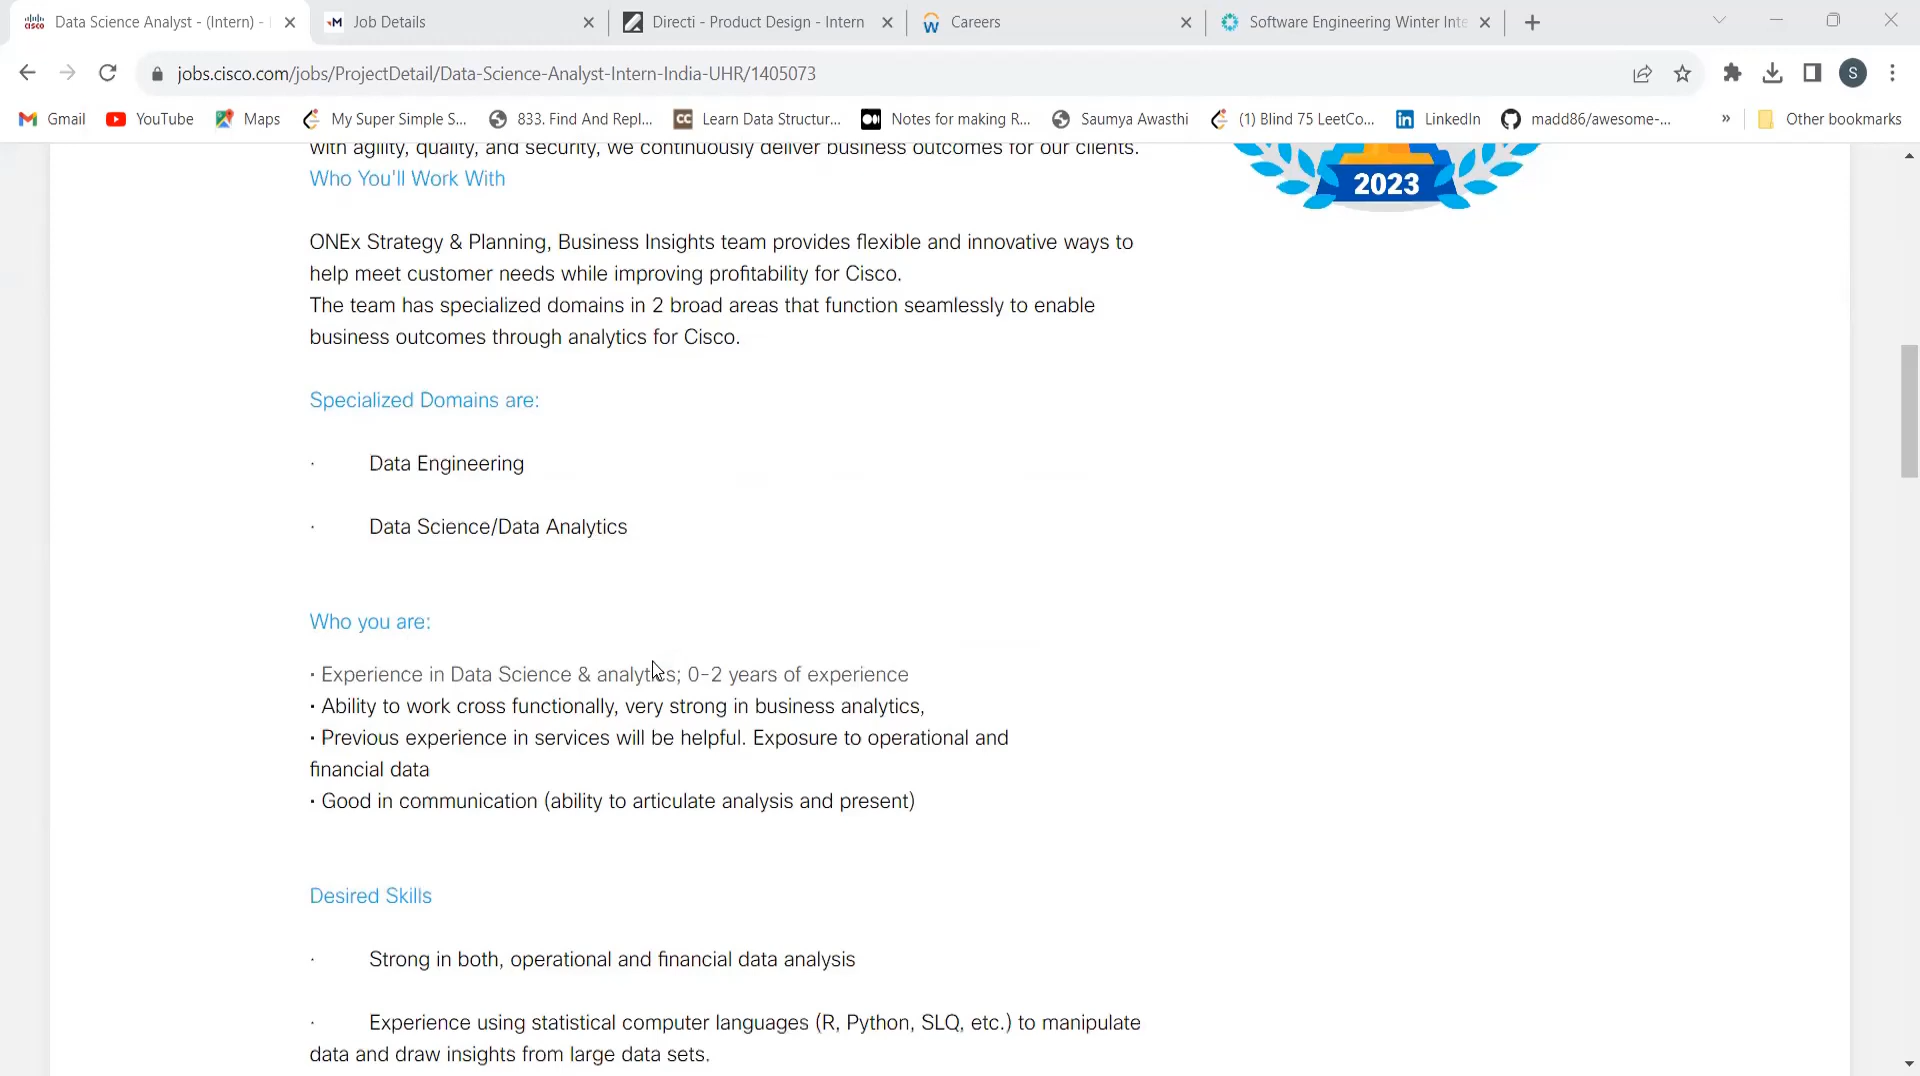 Data Science Analyst - (Intern) -
Job Details
Directi - Product Design - Intern
Careers
Software Engineering Winter Inte
jobs.cisco.com/jobs/ProjectDetail/Data-Science-Analyst-Intern-India-UHR/1405073
S
Gmail
YouTube
Maps
My Super Simple S...
833. Find And Repl...
CC
Learn Data Structur...
Notes for making R...
Saumya Awasthi
(1) Blind 75 LeetCo...
LinkedIn
madd86/awesome-...
»
Other bookmarks
with agility, quality, and security, we continuously deliver business outcomes for our clients.
2023
Who You'll Work With
ONEx Strategy & Planning, Business Insights team provides flexible and innovative ways to
help meet customer needs while improving profitability for Cisco.
The team has specialized domains in 2 broad areas that function seamlessly to enable
business outcomes through analytics for Cisco.
Specialized Domains are:
· Data Engineering
· Data Science/Data Analytics
Who you are:
• Experience in Data Science & analytics; 0-2 years of experience
• Ability to work cross functionally, very strong in business analytics,
• Previous experience in services will be helpful. Exposure to operational and
financial data
• Good in communication (ability to articulate analysis and present)
Desired Skills
· Strong in both, operational and financial data analysis
· Experience using statistical computer languages (R, Python, SLQ, etc.) to manipulate
data and draw insights from large data sets.